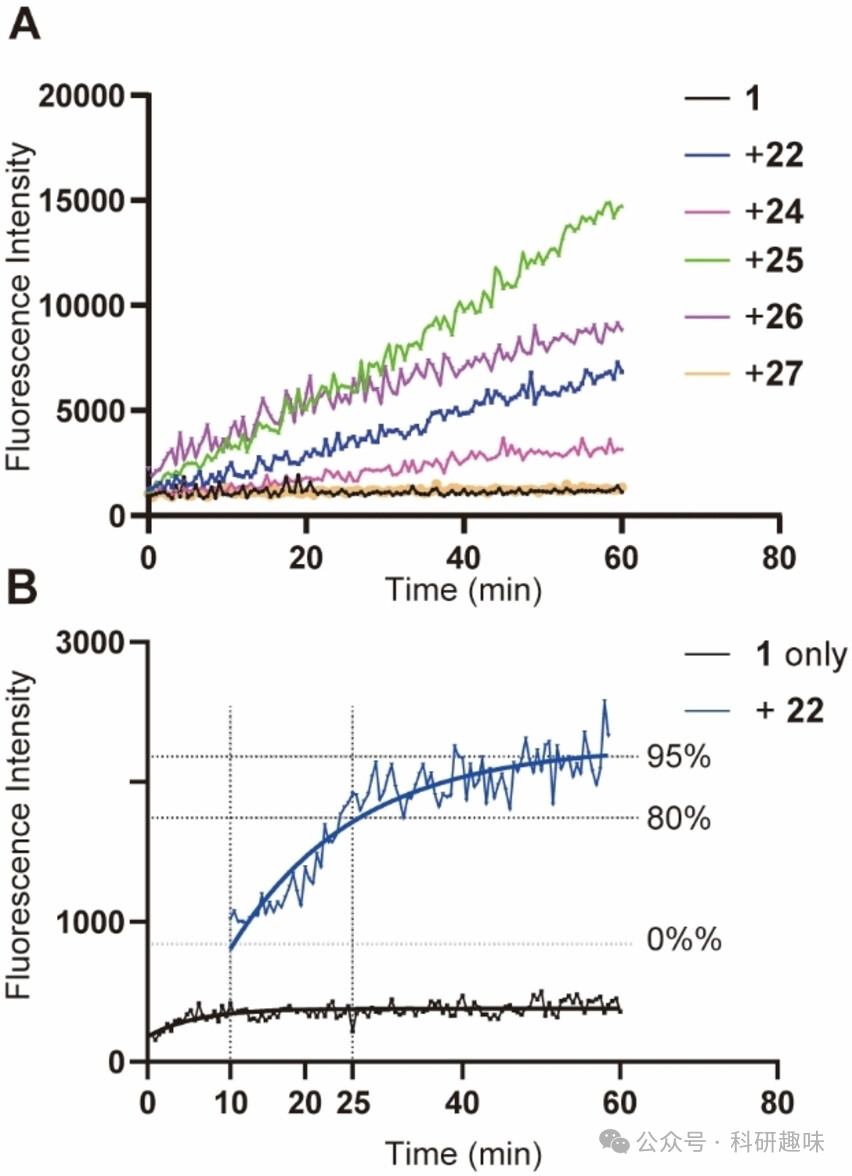 A
Fluorescence Intensity
20000
15000
10000
5000
0
0 20 40 60 80
Time (min)
1
+22
+24
+25
+26
+27
B
Fluorescence Intensity
3000
1000
0
0 10 20 25 40 60 80
Time (min)
1 only
+ 22
95%
80%
0%%
公众号 · 科研趣味